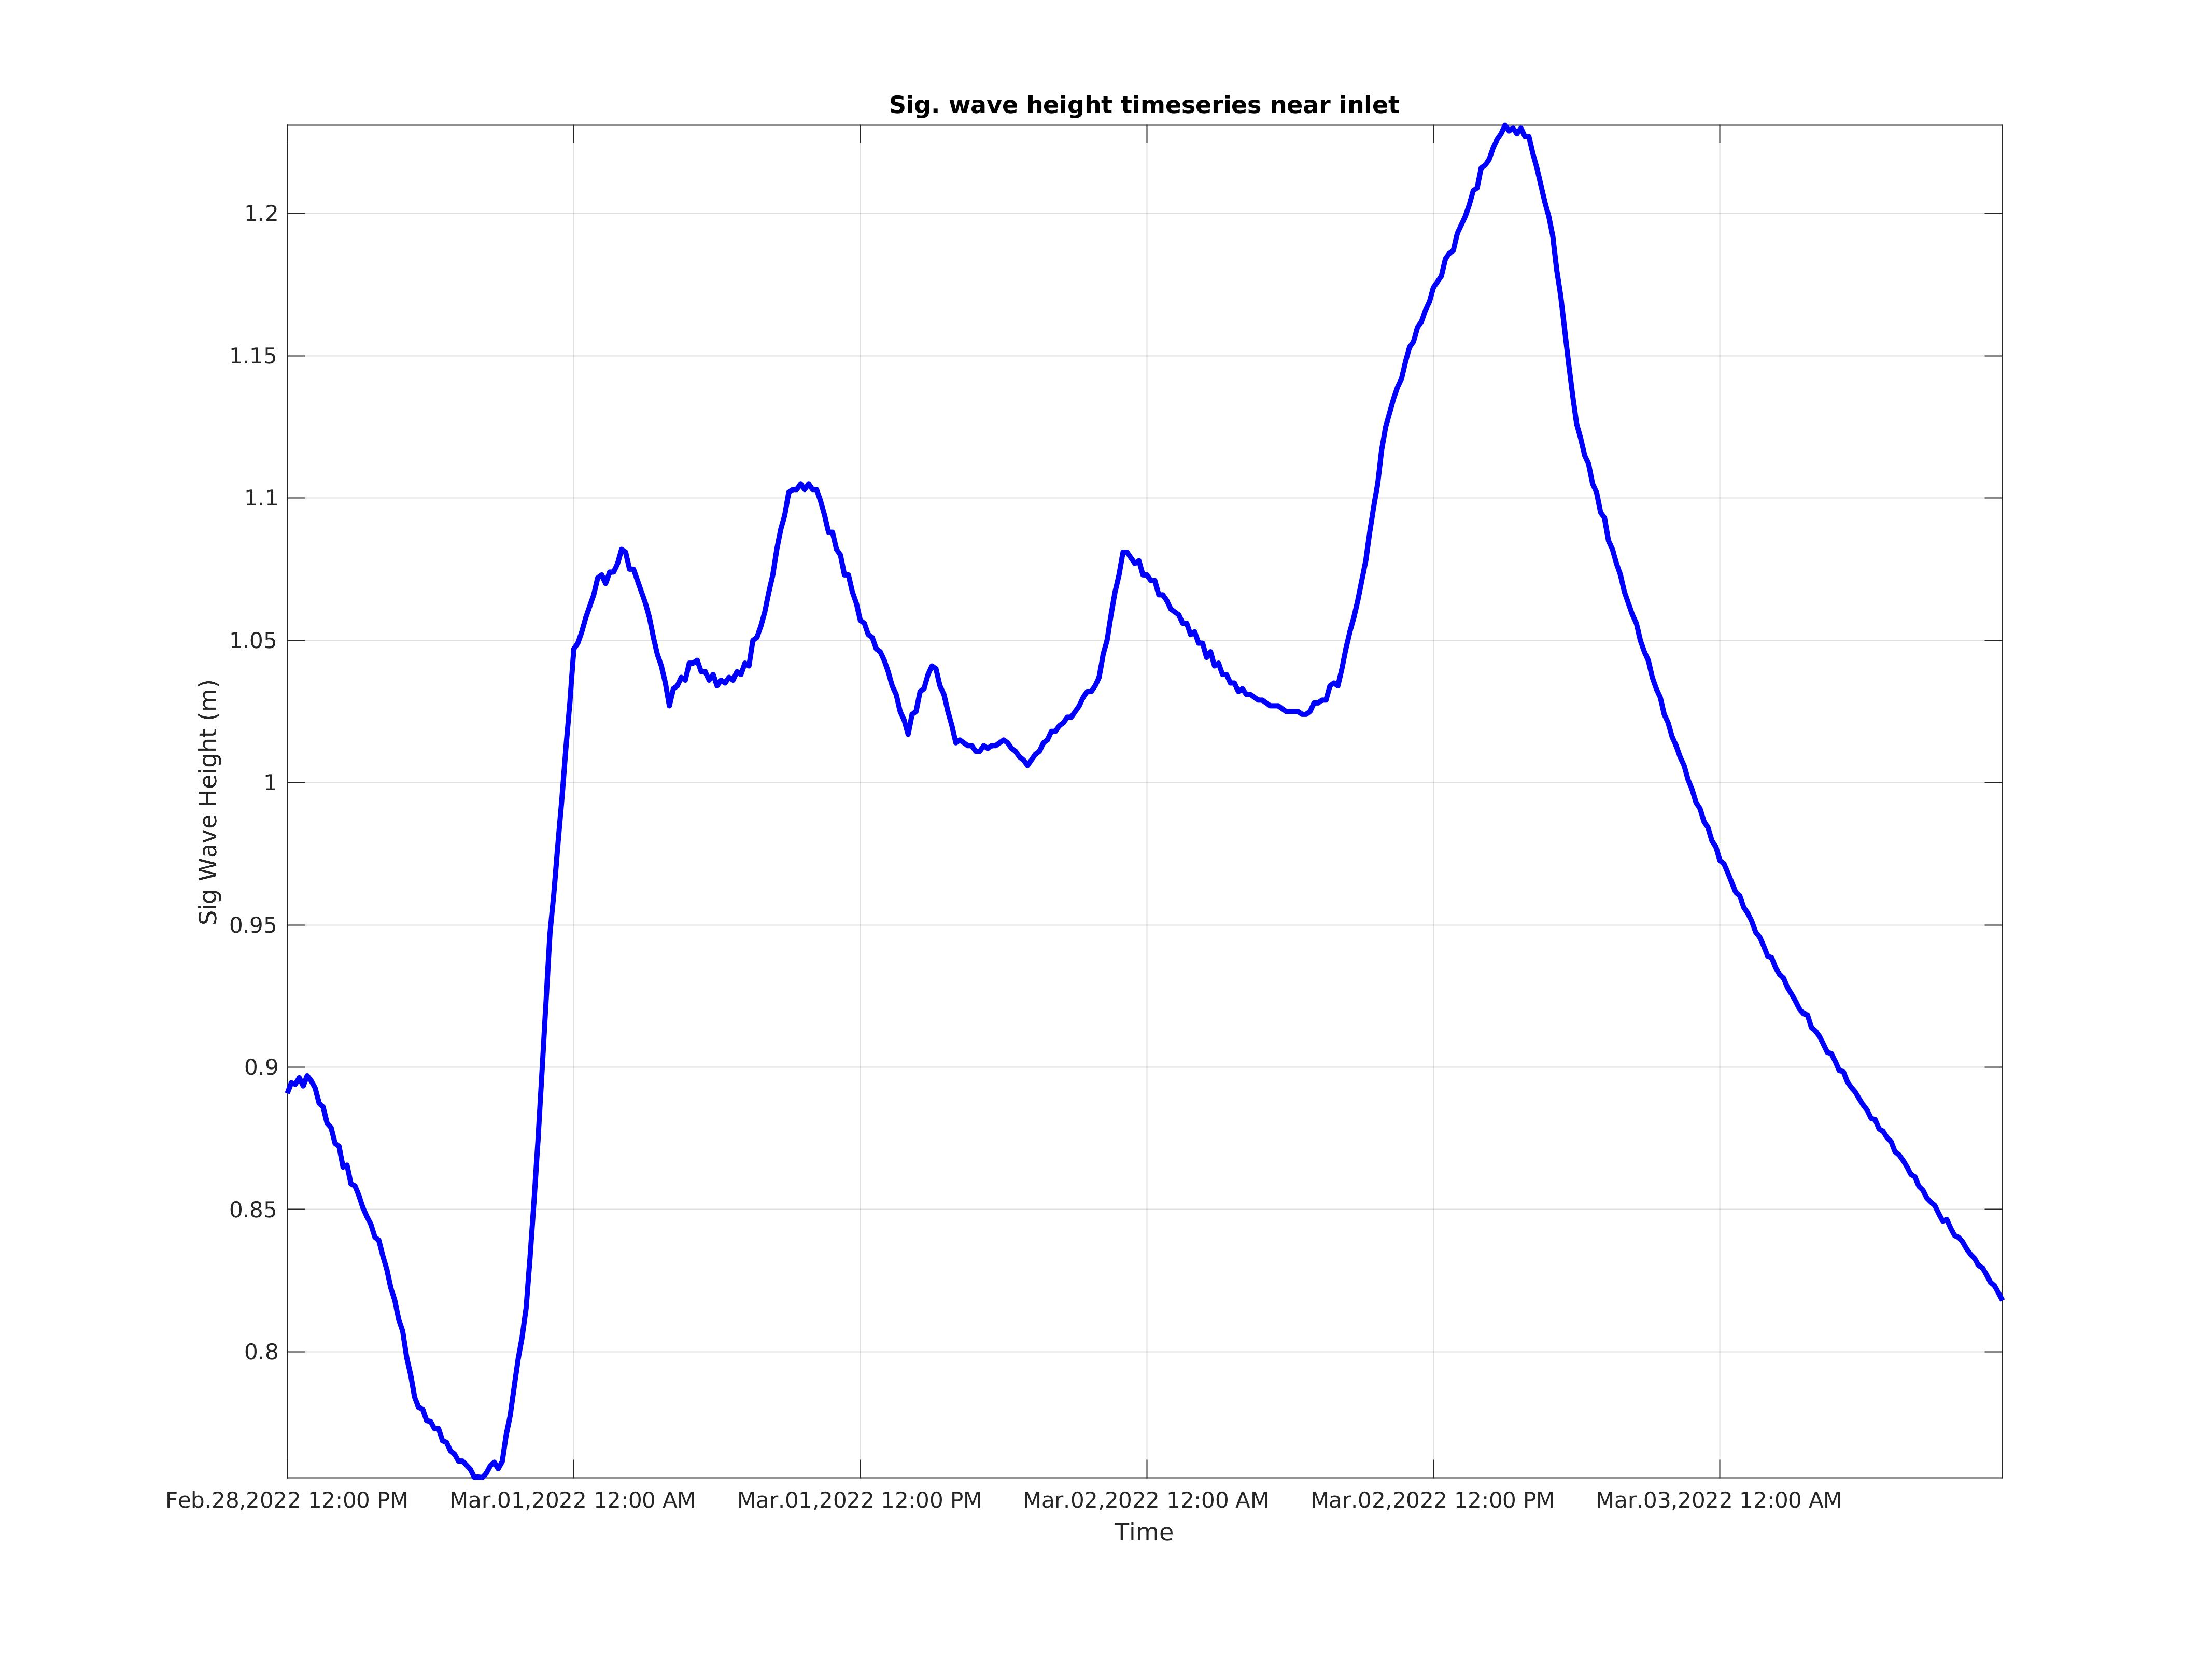 Sig. wave height timeseries near inlet
1.2
1.15
1.1
1.05
1
0.95
0.9
0.85
0.8
Sig Wave Height (m)
Feb.28,2022 12:00 PM Mar.01,2022 12:00 AM Mar.01,2022 12:00 PM Mar.02,2022 12:00 AM Mar.02,2022 12:00 PM Mar.03,2022 12:00 AM
Time